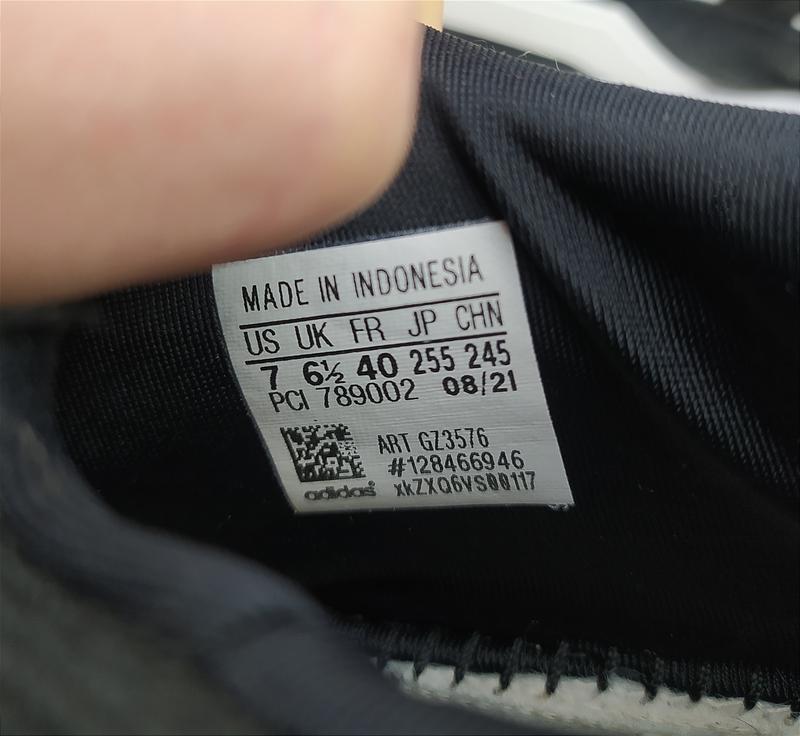 MADE IN INDONESIA
US UK FR JP CHN
7 6½ 40 255 245
PCI 789002 08/21
ART GZ3576
#128466946
adidas xkZXQ6VS00117